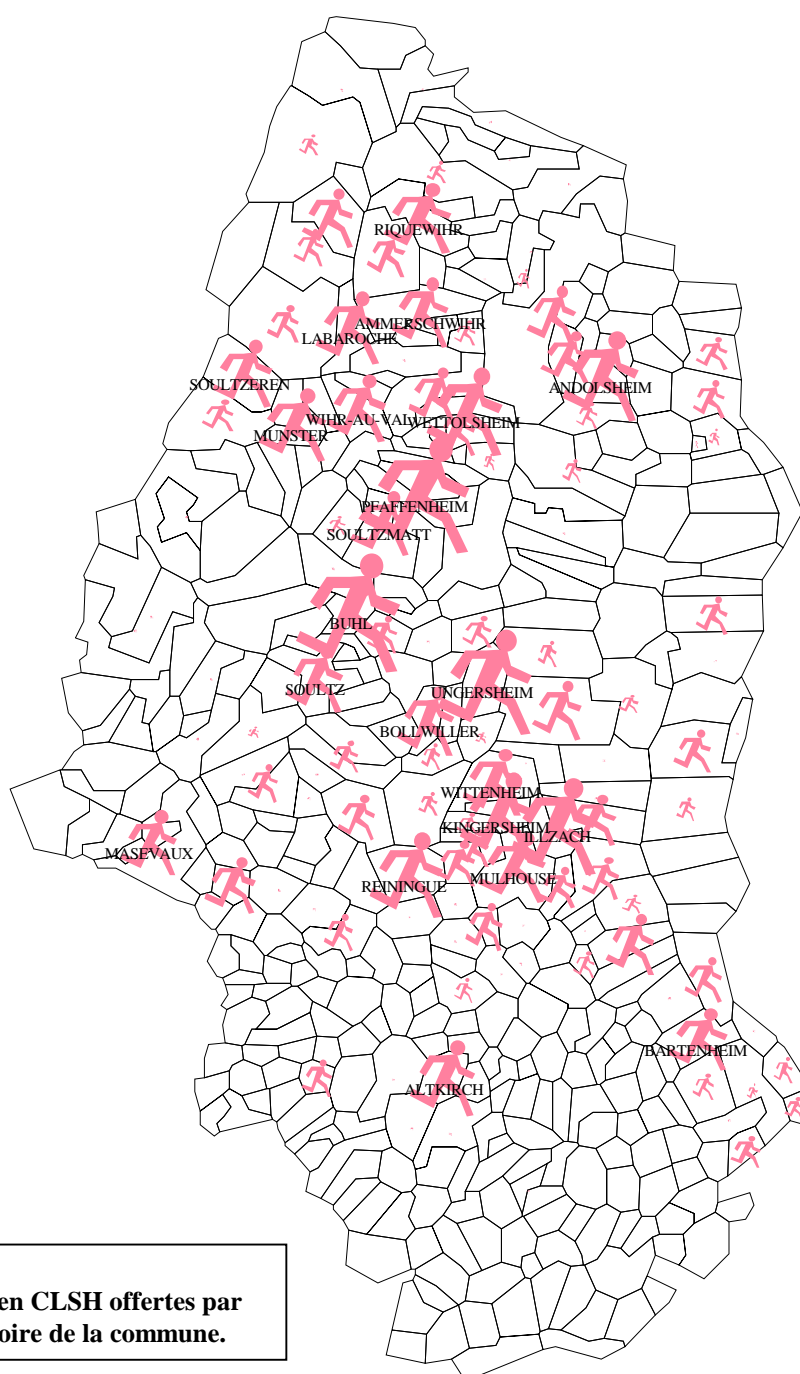 RIQUEWIHR
AMMERSCHWIHR
LABAROCHE
SOULTZEREN
ANDOLSHEIM
WIHR-AU-VAL
WETTOLSHEIM
MUNSTER
PFAFFENHEIM
SOULTZMATT
BUHL
SOULTZ
UNGERSHEIM
BOLLWILLER
WITTENHEIM
KINGERSHEIM
ILLZACH
MASEVAUX
MULHOUSE
REININGUE
BARTENHEIM
ALTKIRCH
en CLSH offertes par
oire de la commune.